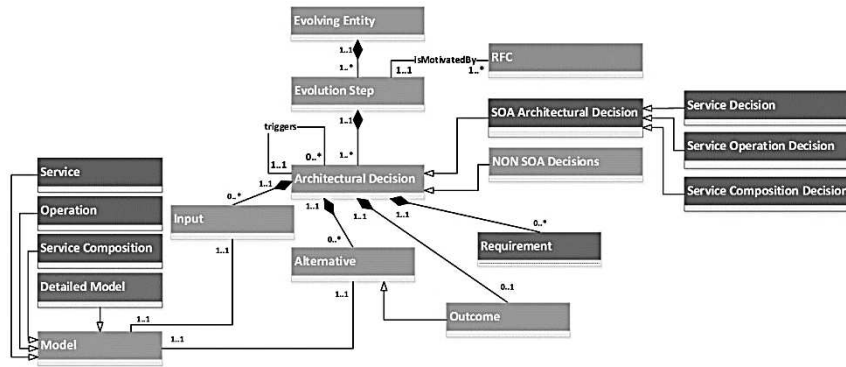 Evolving Entity
1..1
1..*
isMotivatedBy
1..1
1..*
RFC
Evolution Step
1..1
1..*
triggers
0..*
1..1
SOA Architectural Decision
Service Decision
Service Operation Decision
NON SOA Decisions
Service Composition Decision
Architectural Decision
Service
Operation
Service Composition
Detailed Model
Model
0..*
1..1
Input
1..1
1..1
1..1
1..1
0..*
Alternative
1..1
0..*
Requirement
0..1
Outcome
1..1
1..1
1..1